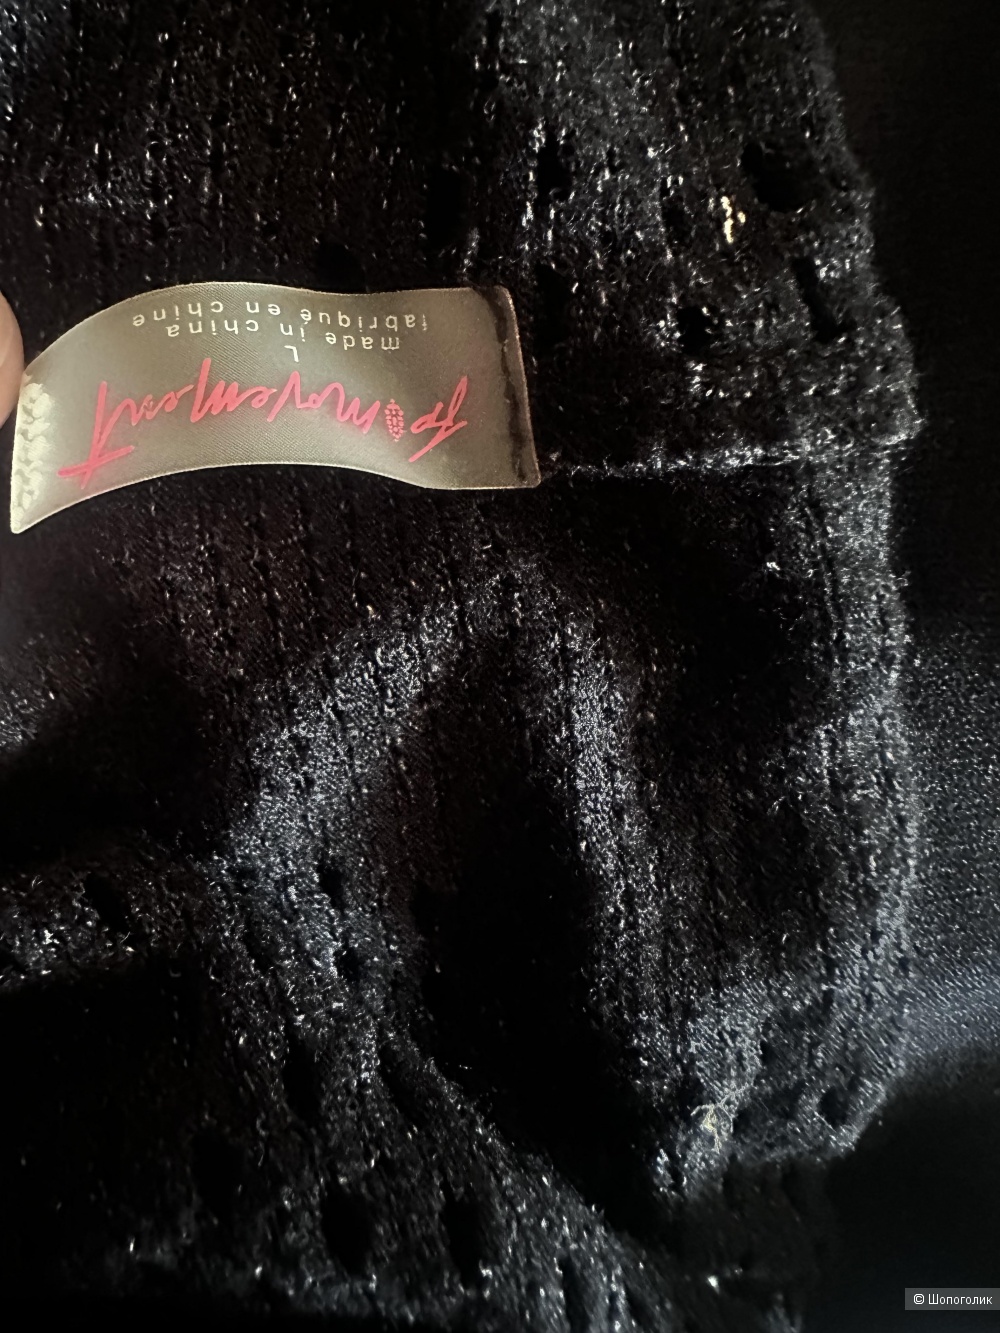 fp movement
L
made in china
fabriqué en chine
© Шопоголик